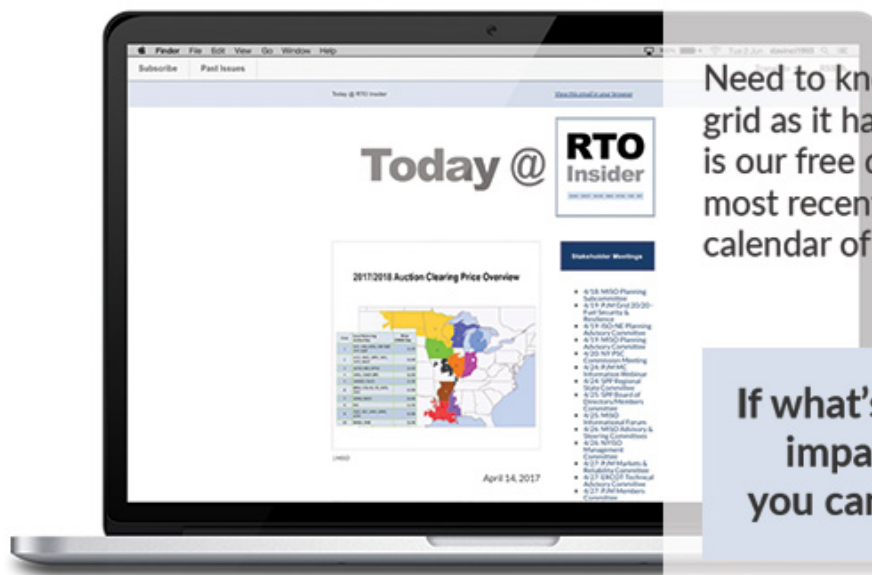 Finder File Edit View Go Window Help
Tue 2 Jun davinci1993
Subscribe Past Issues
Today @ RTO Insider
View this email in your browser
Today @
RTO
Insider
Stakeholder Meetings
2017/2018 Auction Clearing Price Overview
4/18: MISO Planning
Subcommittee
4/19: PJM Grid 20/20 -
Fuel Security &
Resilience
4/19: ISO-NE Planning
Advisory Committee
4/19: MISO Planning
Advisory Committee
4/20: NY PSC
Commission Meeting
4/24: PJM MC
Information Webinar
4/24: SPP Regional
State Committee
4/25: SPP Board of
Directors/Members
Committee
4/25: MISO
Informational Forum
4/26: MISO Advisory &
Steering Committees
4/26: NYISO
Management
Committee
4/27: PJM Markets &
Reliability Committee
4/27: ERCOT Technical
Advisory Committee
4/27: PJM Members
Committee
| MISO
April 14, 2017
Need to kn
grid as it ha
is our free
most recen
calendar of
If what's
impa
you can